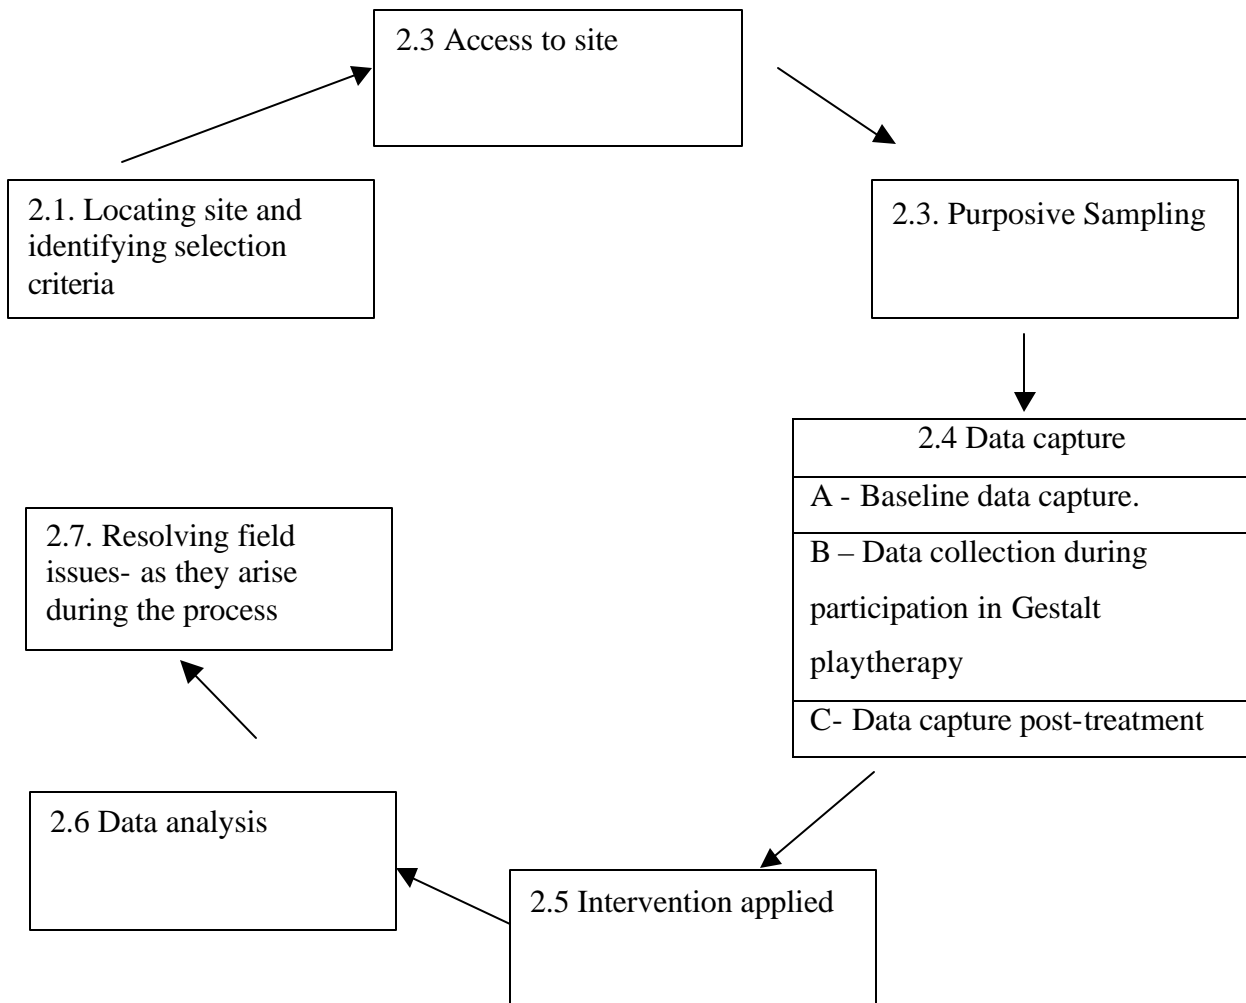 2.3 Access to site
2.1. Locating site and
identifying selection
criteria
2.3. Purposive Sampling
2.4 Data capture
A - Baseline data capture.
B – Data collection during
participation in Gestalt
playtherapy
C- Data capture post-treatment
2.5 Intervention applied
2.6 Data analysis
2.7. Resolving field
issues- as they arise
during the process